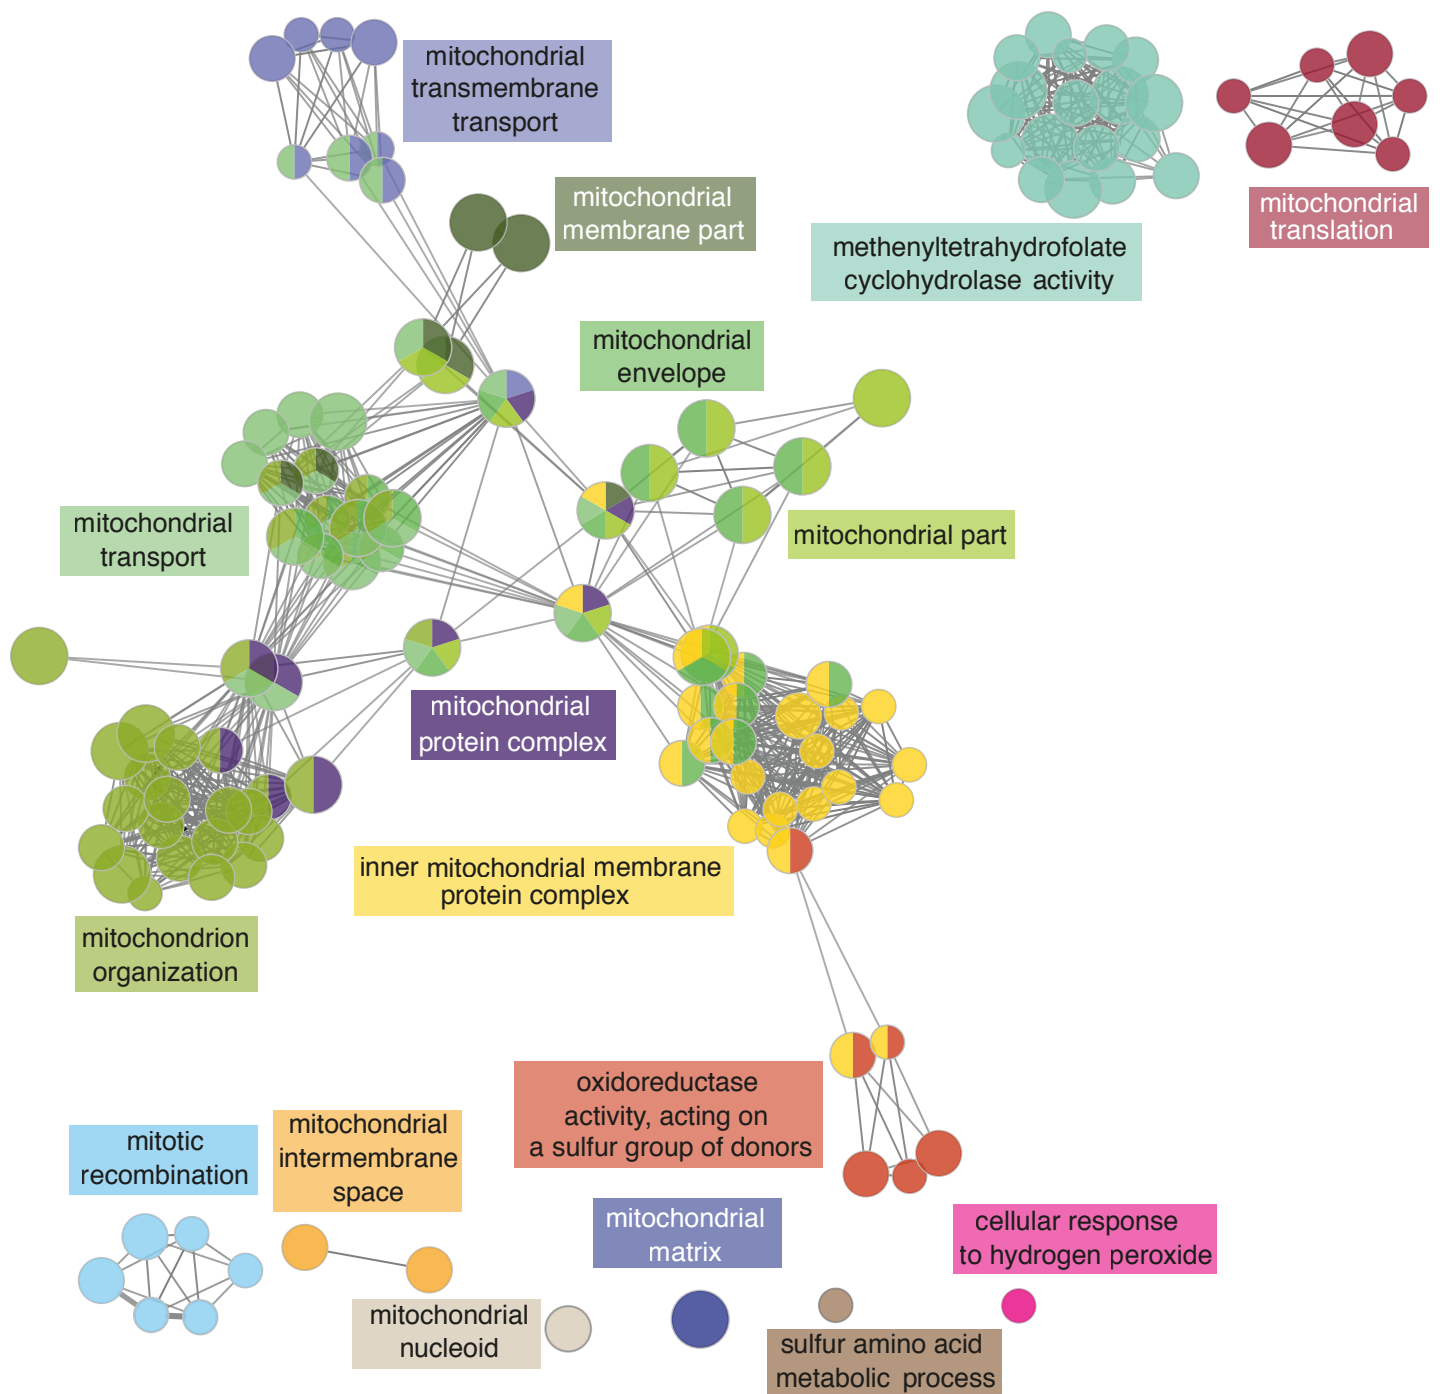 mitochondrial
transmembrane
transport
mitochondrial
membrane part
methenyltetrahydrofolate
cyclohydrolase activity
mitochondrial
translation
mitochondrial
envelope
mitochondrial
transport
mitochondrial part
mitochondrial
protein complex
inner mitochondrial membrane
protein complex
mitochondrion
organization
oxidoreductase
activity, acting on
a sulfur group of donors
mitotic
recombination
mitochondrial
intermembrane
space
mitochondrial
matrix
cellular response
to hydrogen peroxide
mitochondrial
nucleoid
sulfur amino acid
metabolic process